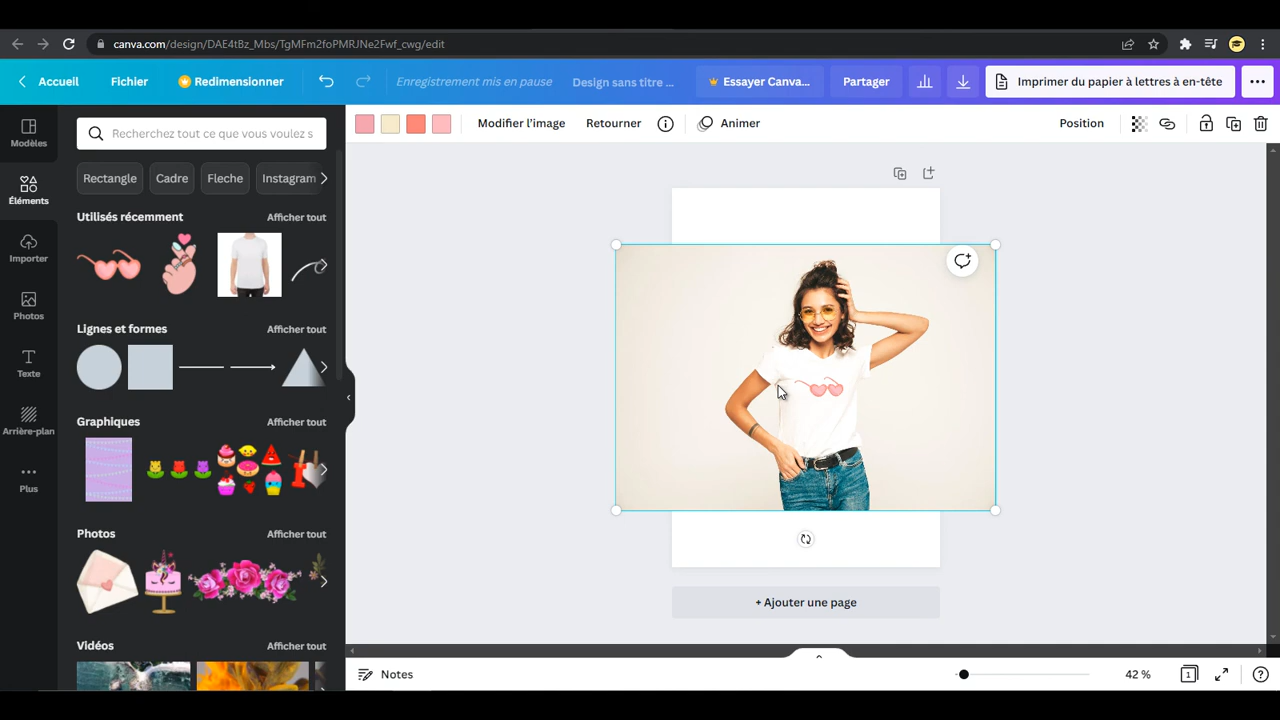 canva.com/design/DAE4tBz_Mbs/TgMFm2foPMRJNe2Fwf_cwg/edit
Accueil
Fichier
Redimensionner
Enregistrement mis en pause
Design sans titre ...
Essayer Canva...
Partager
Imprimer du papier à lettres à en-tête
Modèles
Éléments
Importer
Photos
Texte
Arrière-plan
Plus
Recherchez tout ce que vous voulez s
Rectangle
Cadre
Fleche
Instagram
Utilisés récemment
Afficher tout
Lignes et formes
Afficher tout
Graphiques
Afficher tout
Photos
Afficher tout
Vidéos
Afficher tout
Modifier l'image
Retourner
Animer
Position
+ Ajouter une page
Notes
42 %
1